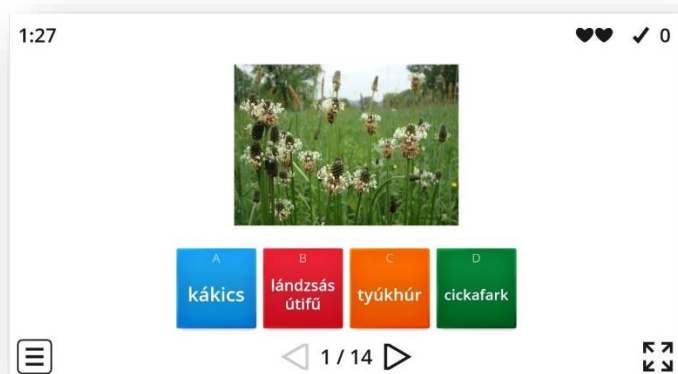 1:27
✓ 0
A
kákics
B
lándzsás
útifű
C
tyúkhúr
D
cickafark
1 / 14